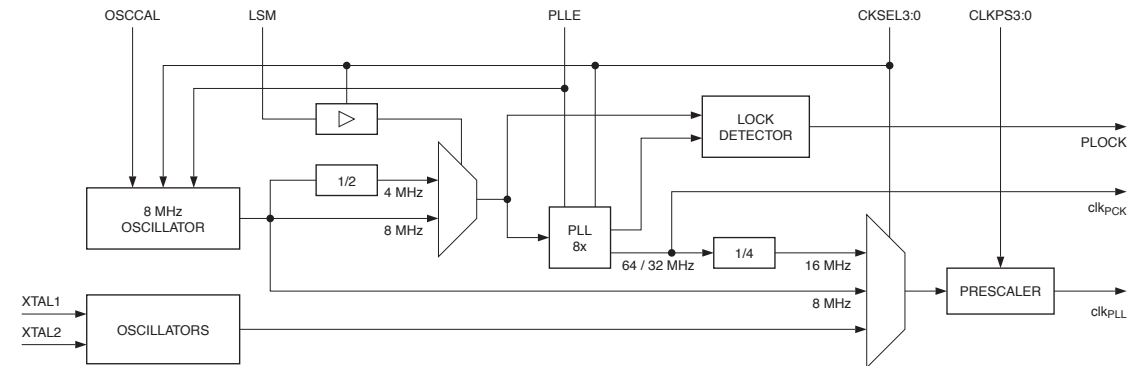 OSCCAL
LSM
PLLE
CKSEL3:0
CLKPS3:0
LOCK
DETECTOR
PLOCK
1/2
4 MHz
8 MHz
OSCILLATOR
8 MHz
clkPCK
PLL
8x
64 / 32 MHz
1/4
16 MHz
8 MHz
PRESCALER
clkPLL
XTAL1
XTAL2
OSCILLATORS